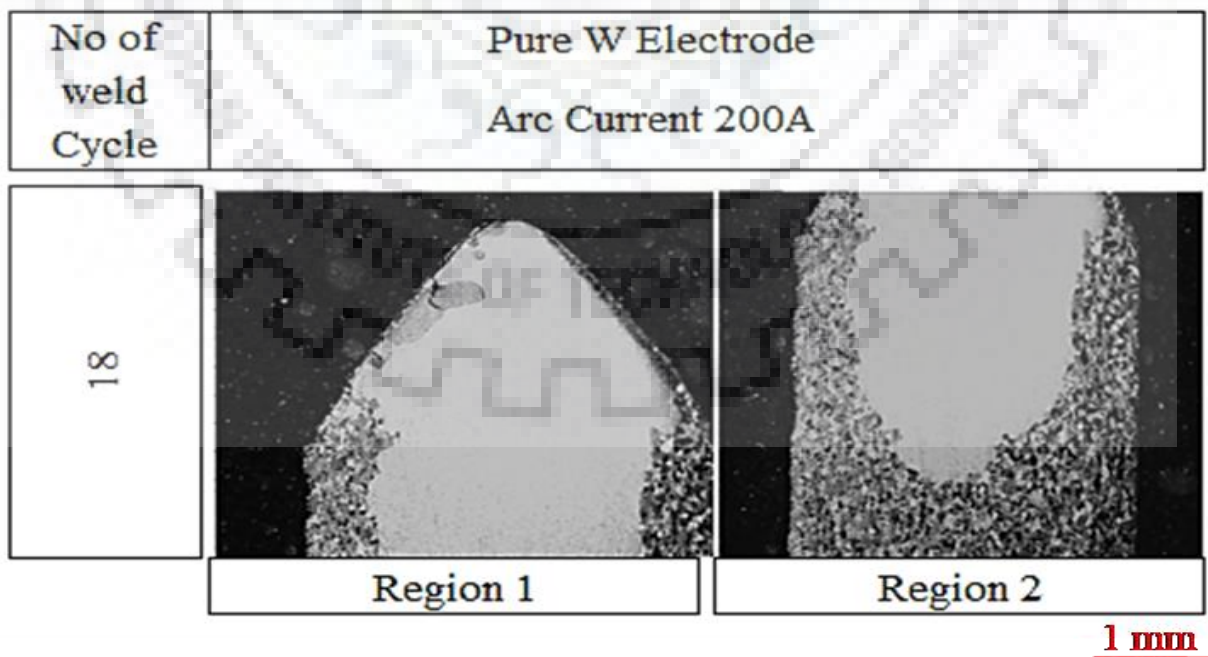 No of
weld
Cycle
Pure W Electrode
Arc Current 200A
18
Region 1
Region 2
1 mm